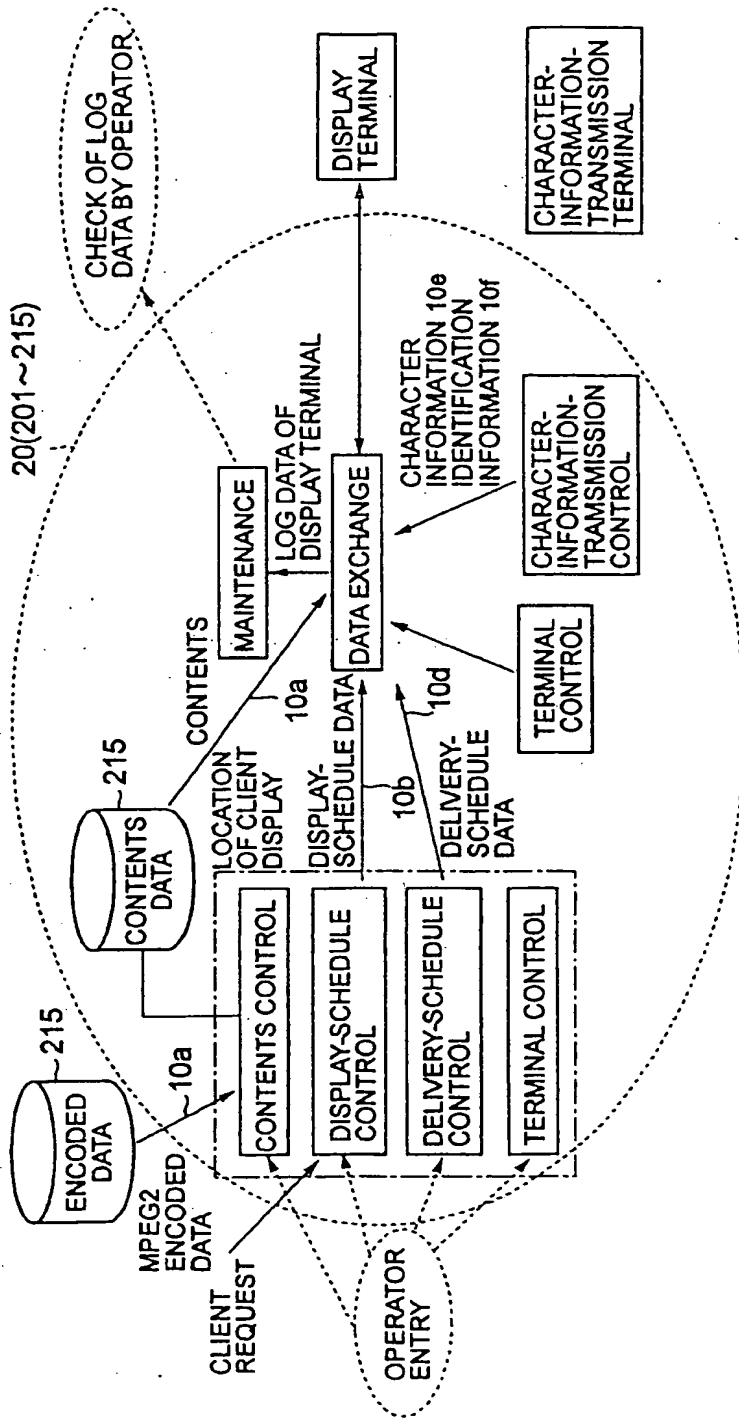 20(201~215)
CHECK OF LOG
DATA BY OPERATOR
ENCODED
DATA
215
10a
MPEG2
ENCODED
DATA
CLIENT
REQUEST
OPERATOR
ENTRY
CONTENTS
DATA
215
CONTENTS
10a
LOCATION
OF CLIENT
DISPLAY
CONTENTS CONTROL
DISPLAY-SCHEDULE
CONTROL
DELIVERY-SCHEDULE
CONTROL
TERMINAL CONTROL
DISPLAY-
SCHEDULE DATA
10b
DELIVERY-
SCHEDULE
DATA
10d
MAINTENANCE
LOG DATA OF
DISPLAY TERMINAL
DATA EXCHANGE
DISPLAY
TERMINAL
CHARACTER
INFORMATION 10e
IDENTIFICATION
INFORMATION 10f
TERMINAL
CONTROL
CHARACTER-
INFORMATION-
TRAMSMISSION
CONTROL
CHARACTER-
INFORMATION-
TRANSMISSION
TERMINAL